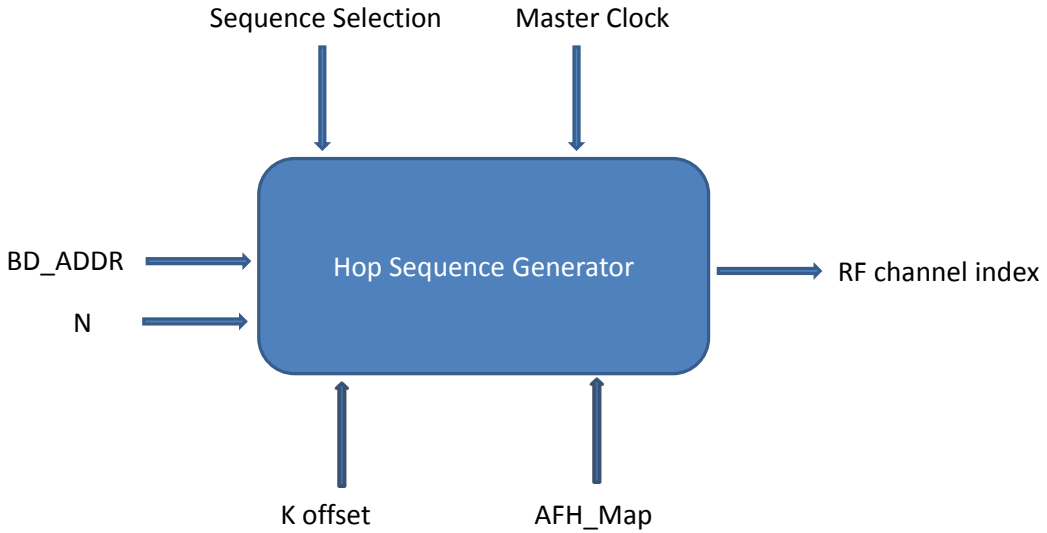 Sequence Selection
Master Clock
BD_ADDR
Hop Sequence Generator
RF channel index
N
K offset
AFH_Map